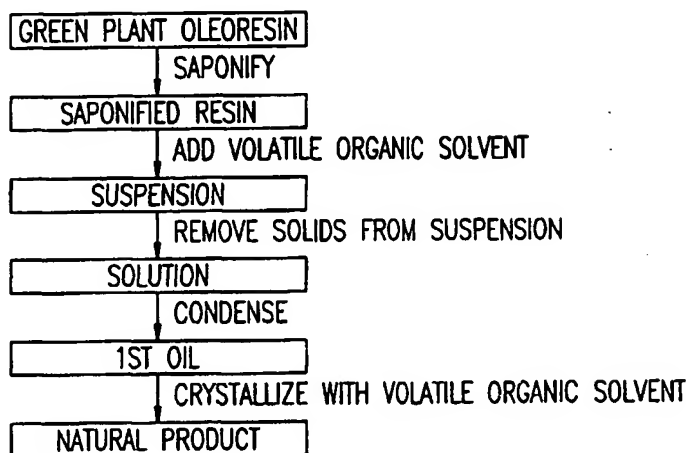 GREEN PLANT OLEORESIN
SAPONIFY
SAPONIFIED RESIN
ADD VOLATILE ORGANIC SOLVENT
SUSPENSION
REMOVE SOLIDS FROM SUSPENSION
SOLUTION
CONDENSE
1ST OIL
CRYSTALLIZE WITH VOLATILE ORGANIC SOLVENT
NATURAL PRODUCT